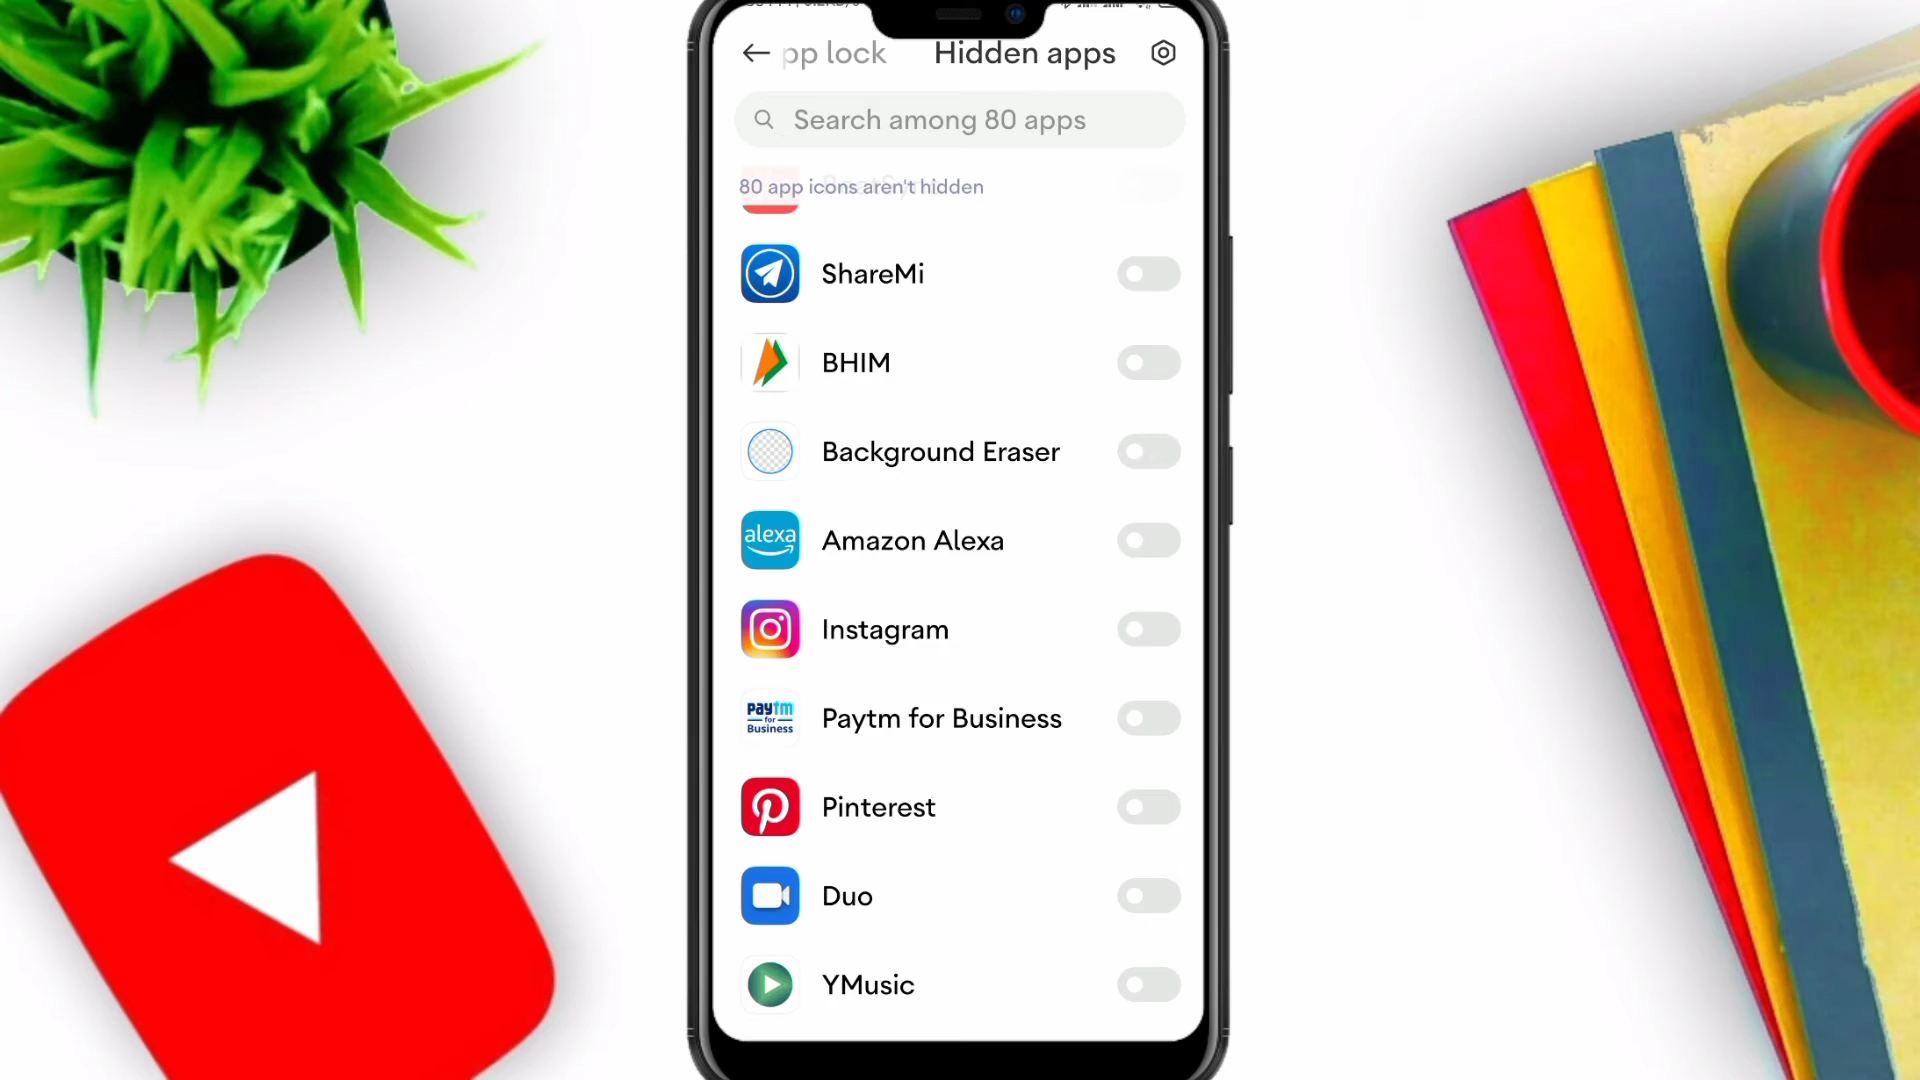 pp lock Hidden apps
Search among 80 apps
80 app icons aren't hidden
ShareMi
BHIM
Background Eraser
alexa
Amazon Alexa
Instagram
paytm
for
Business
Paytm for Business
Pinterest
Duo
YMusic